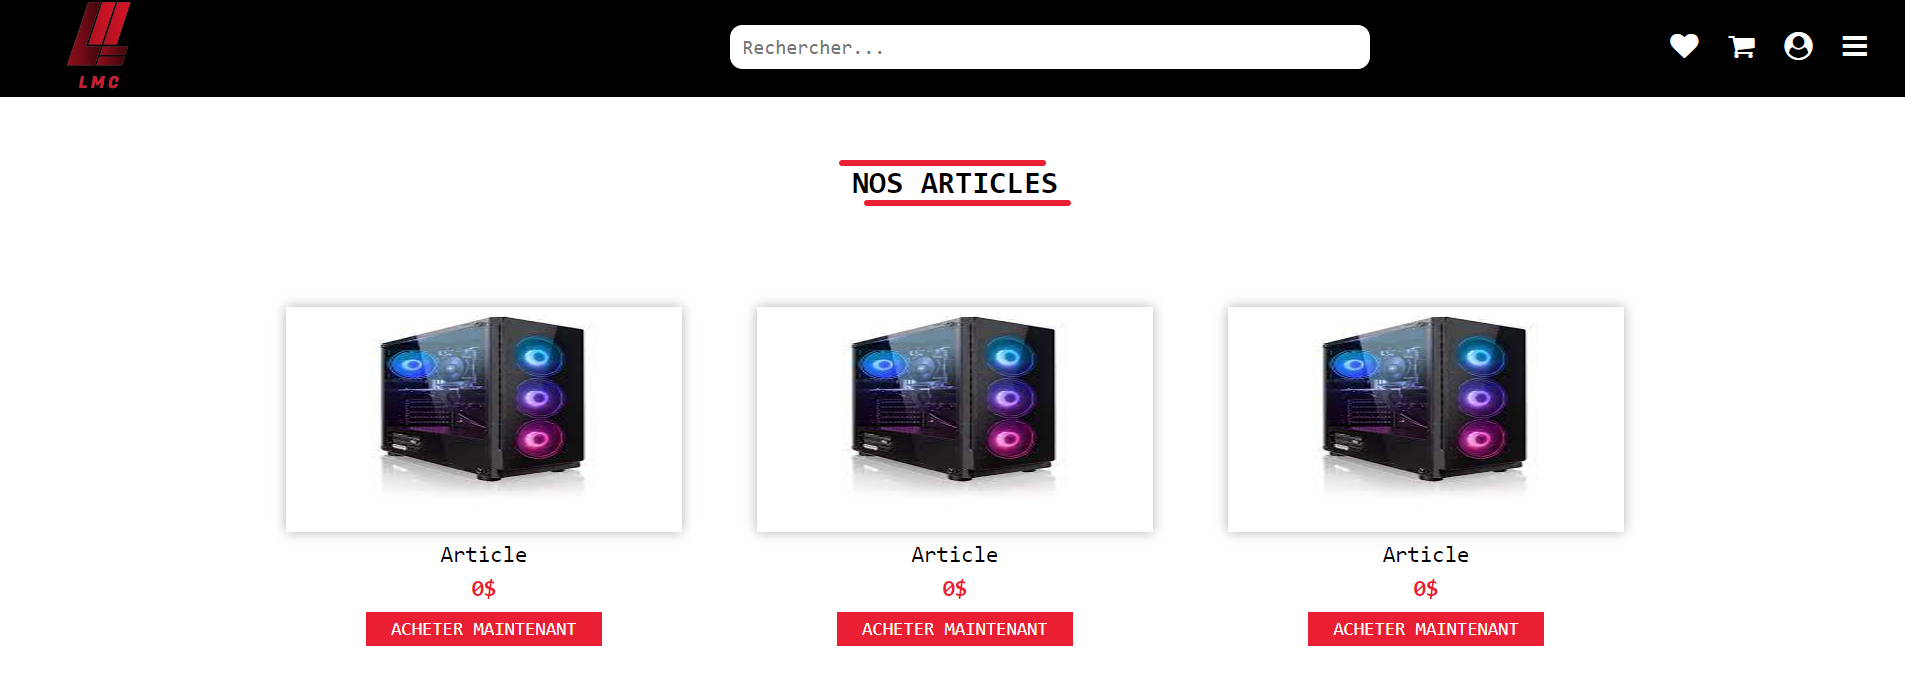 LMC
Rechercher...
NOS ARTICLES
Article
0$
ACHETER MAINTENANT
Article
0$
ACHETER MAINTENANT
Article
0$
ACHETER MAINTENANT